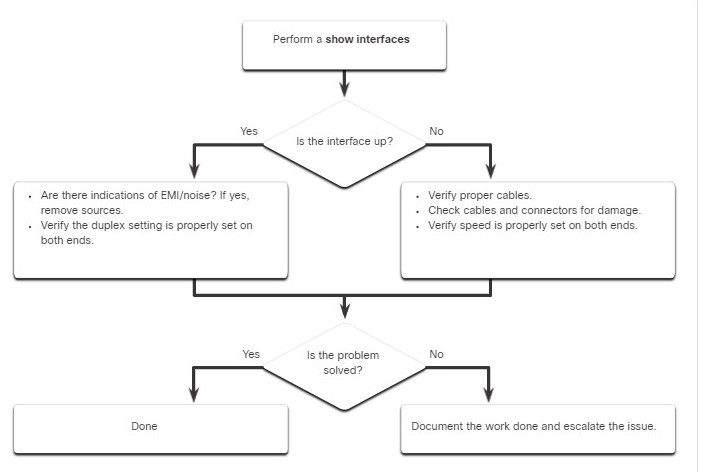 Perform a show interfaces
Is the interface up?
Yes
No
• Are there indications of EMI/noise? If yes,
remove sources.
• Verify the duplex setting is properly set on
both ends.
• Verify proper cables.
• Check cables and connectors for damage.
• Verify speed is properly set on both ends.
Is the problem
solved?
Yes
No
Done
Document the work done and escalate the issue.